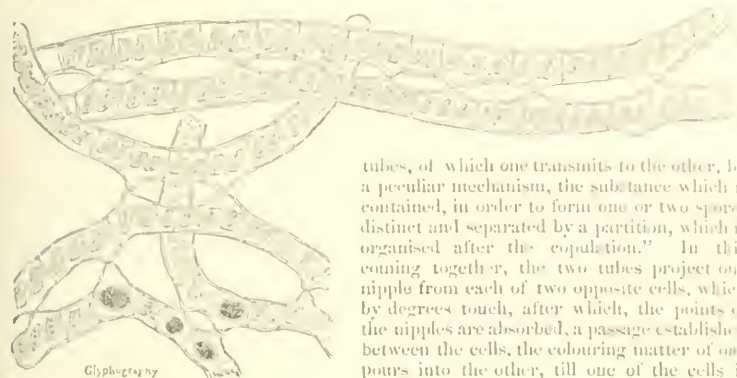 tubes, of which one transmits to the other,
a peculiar mechanism, the substance which
contained, in order to form one or two
distinct and separated by a partition, which
organised after the copulation.” In
coming together, the two tubes project
nipple from each of two opposite cells,
by degrees touch, after which, the points
the nipples are absorbed, a passage
between the cells, the colouring matter of
pours into the other, till one of the cells
Glyphography